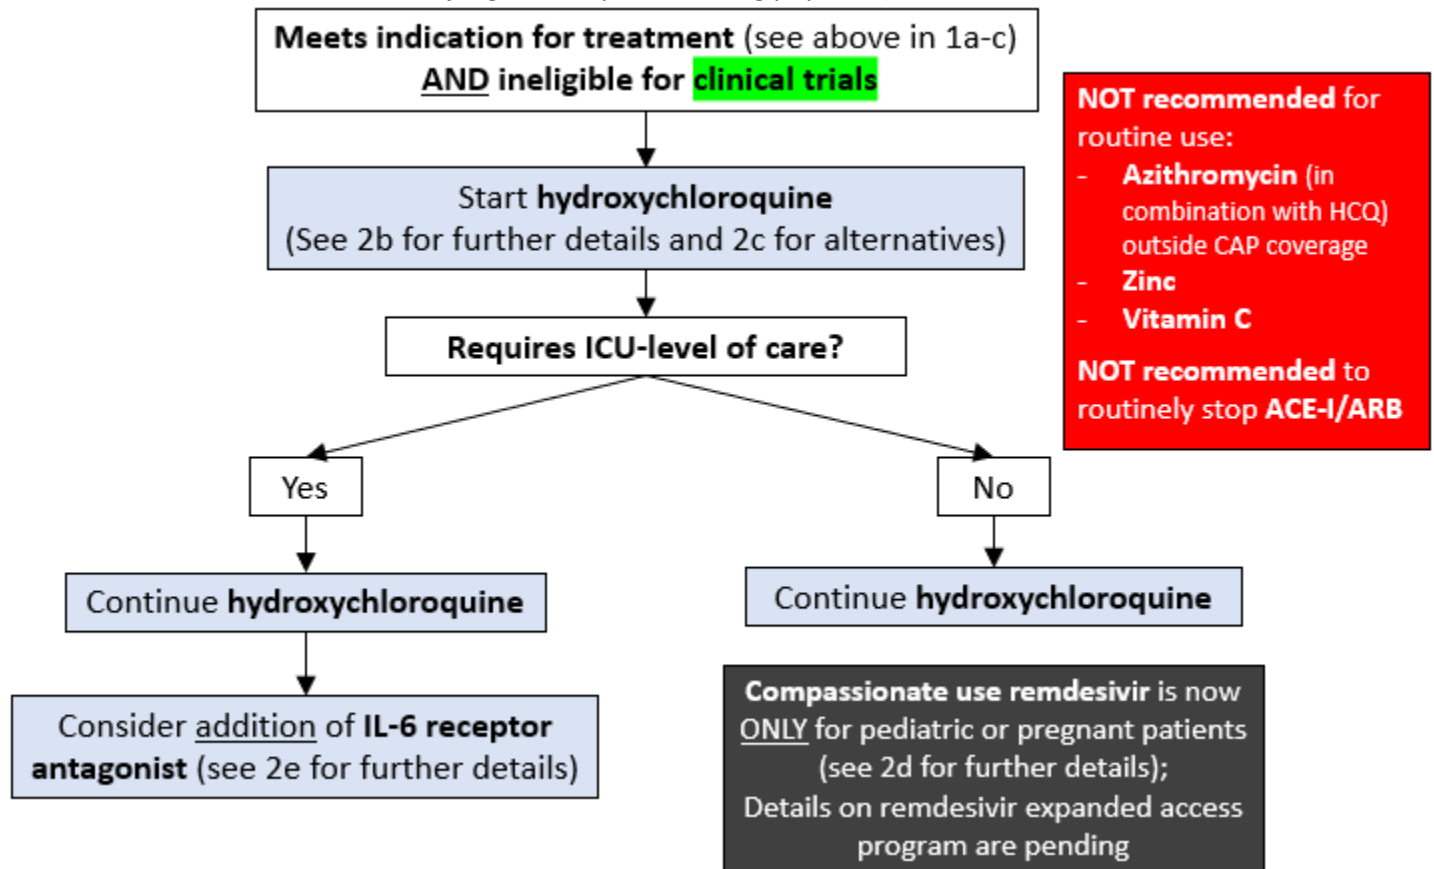 Meets indication for treatment (see above in 1a-c)
AND ineligible for clinical trials
Start hydroxychloroquine
(See 2b for further details and 2c for alternatives)
Requires ICU-level of care?
NOT recommended for
routine use:
- Azithromycin (in
combination with HCQ)
outside CAP coverage
- Zinc
- Vitamin C
NOT recommended to
routinely stop ACE-I/ARB
Yes
No
Continue hydroxychloroquine
Continue hydroxychloroquine
Consider addition of IL-6 receptor
antagonist (see 2e for further details)
Compassionate use remdesivir is now
ONLY for pediatric or pregnant patients
(see 2d for further details);
Details on remdesivir expanded access
program are pending